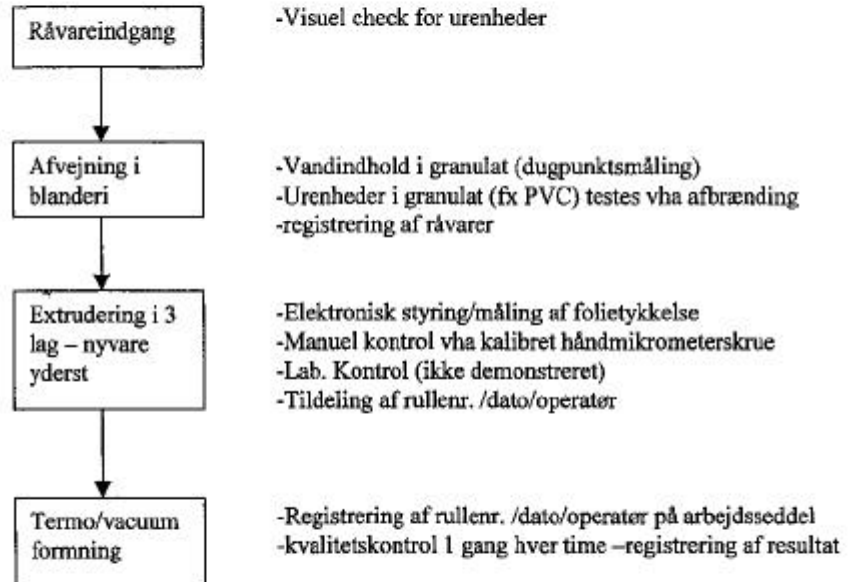 Råvareindgang
-Visuel check for urenheder
Afvejning i
blanderi
-Vandindhold i granulat (dugpunktsmåling)
-Urenheder i granulat (fx PVC) testes vha afbrænding
-registrering af råvarer
Extrudering i 3
lag – nyvare
yderst
-Elektronisk styring/måling af folietykkelse
-Manuel kontrol vha kalibret håndmikrometerskrue
-Lab. Kontrol (ikke demonstreret)
-Tildeling af rullenr. /dato/operatør
Termo/vacuum
formning
-Registrering af rullenr. /dato/operatør på arbejdsseddel
-kvalitetskontrol 1 gang hver time –registrering af resultat